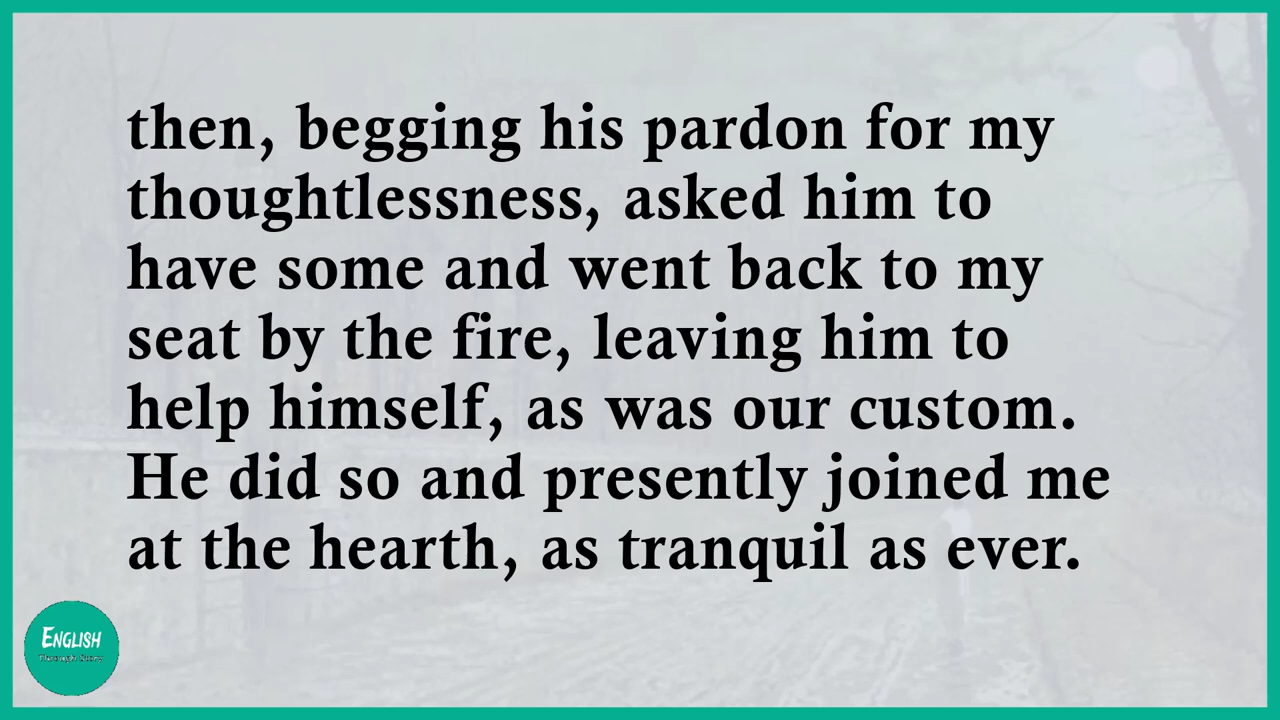 then, begging his pardon for my
thoughtlessness, asked him to
have some and went back to my
seat by the fire, leaving him to
help himself, as was our custom.
He did so and presently joined me
at the hearth, as tranquil as ever.
ENGLISH
Through Story